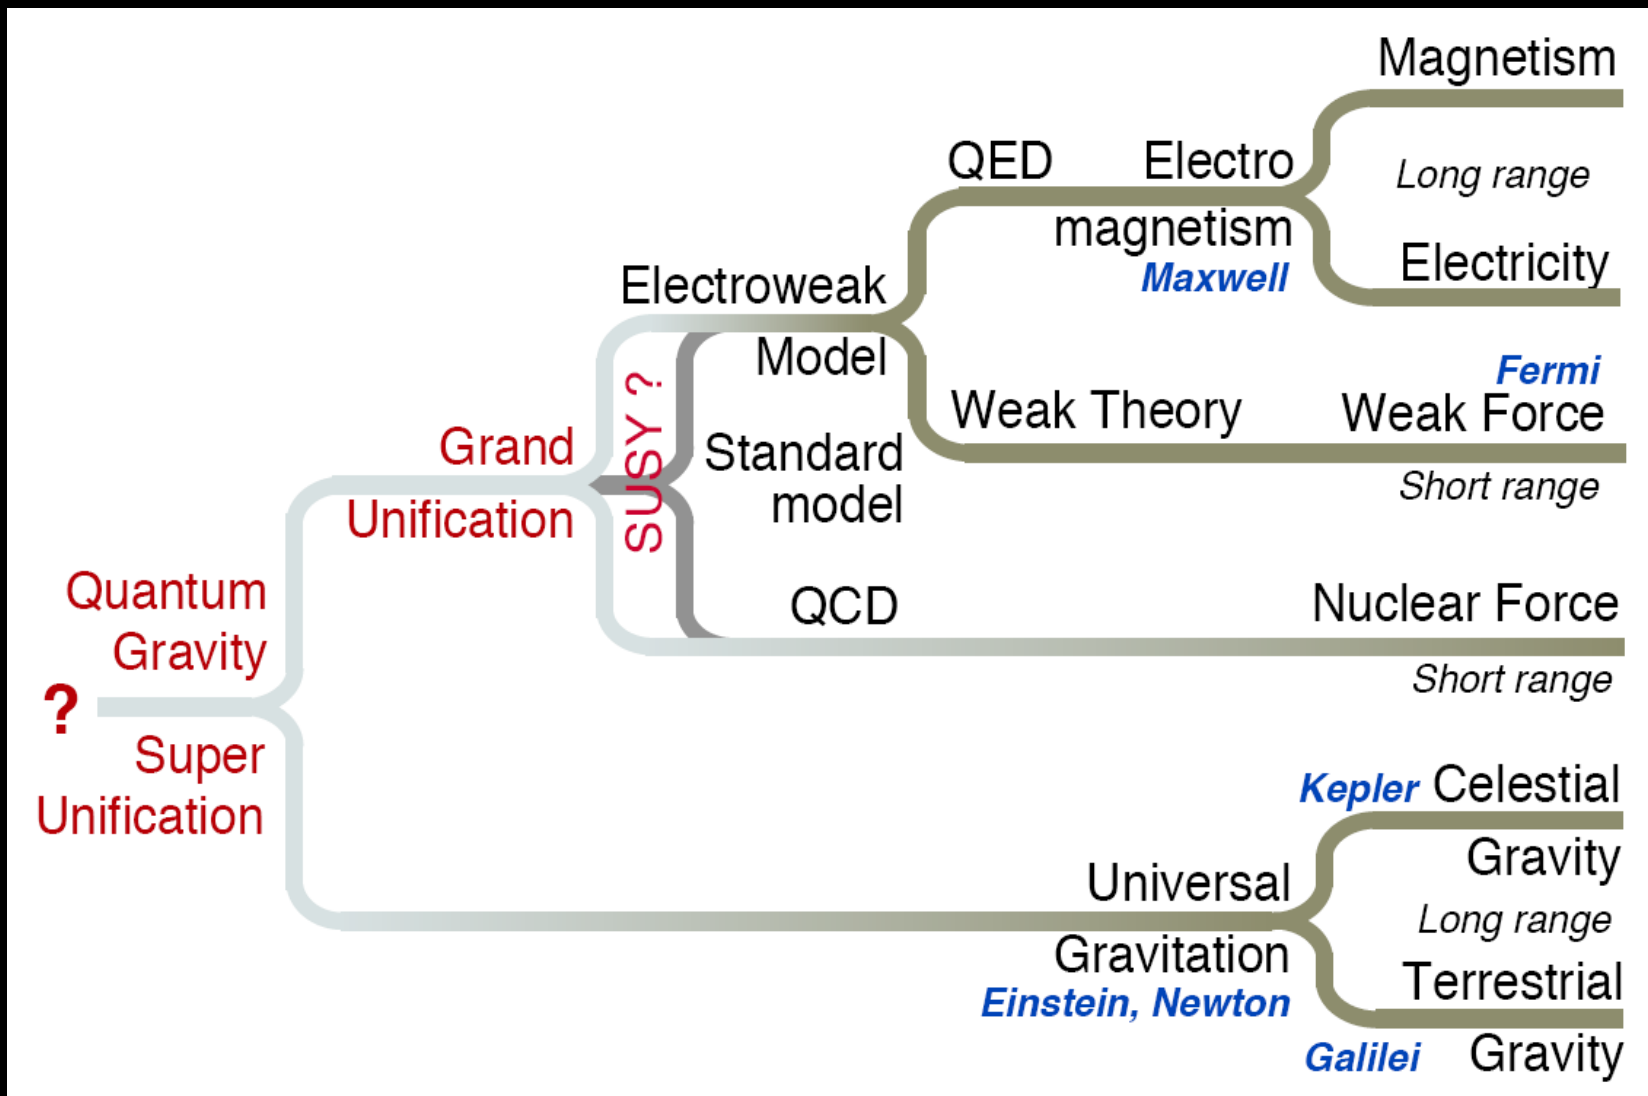 Magnetism
QED Electro
Long range
magnetism
Maxwell
Electricity
Electroweak
Model
Fermi
Weak Theory Weak Force
Short range
SUSY ?
Grand
Unification
Standard
model
Quantum
Gravity
QCD Nuclear Force
Short range
?
Super
Unification
Kepler Celestial
Gravity
Universal
Long range
Gravitation
Einstein, Newton
Terrestrial
Galilei Gravity